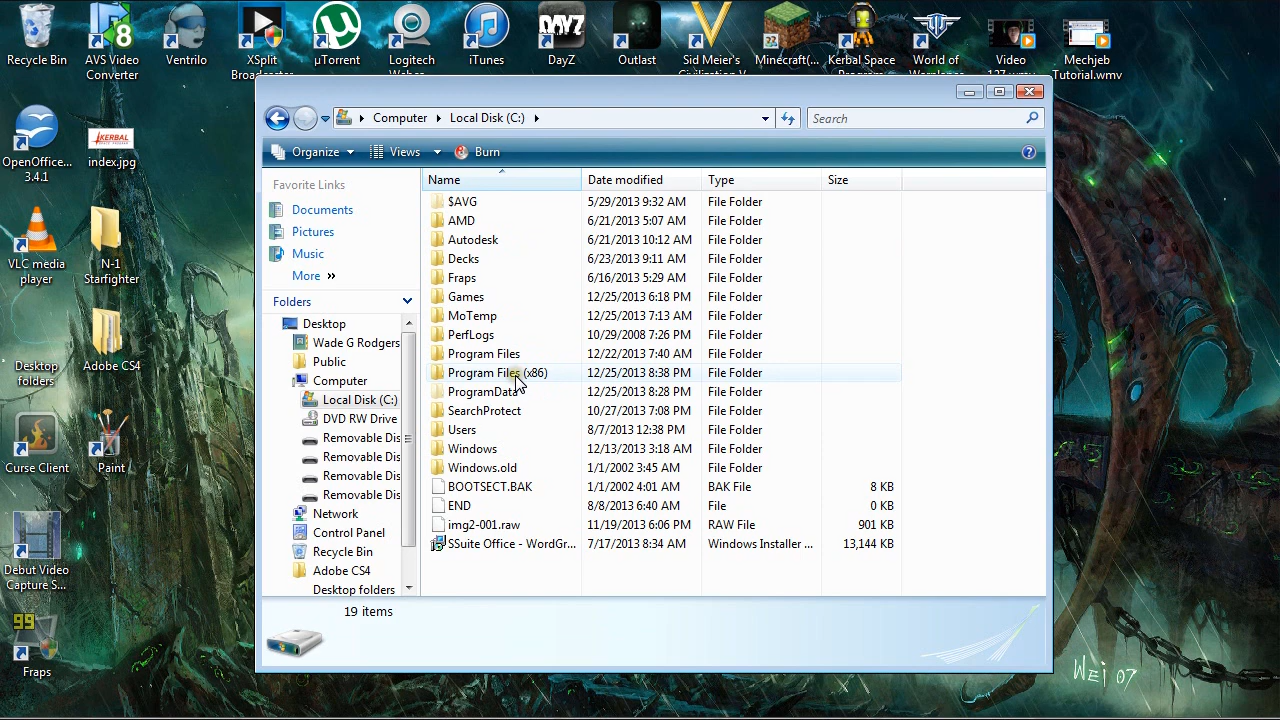 Recycle Bin
AVS Video Converter
Ventrilo
XSplit Broadcaster
µTorrent
Logitech
iTunes
DAYZ
DayZ
Outlast
Sid Meier's
Minecraft(...
Kerbal Space
World of
Video
Mechjeb Tutorial.wmv
OpenOffice... 3.4.1
KERBAL
index.jpg
VLC media player
N-1 Starfighter
Desktop folders
Adobe CS4
Curse Client
Paint
Debut Video Capture S...
99
Fraps
Computer
Local Disk (C:)
Search
Organize
Views
Burn
Favorite Links
Documents
Pictures
Music
More »
Folders
Desktop
Wade G Rodgers
Public
Computer
Local Disk (C:)
DVD RW Drive
Removable Dis
Removable Dis
Removable Dis
Removable Dis
Network
Control Panel
Recycle Bin
Adobe CS4
Desktop folders
Name Date modified Type Size
$AVG 5/29/2013 9:32 AM File Folder
AMD 6/21/2013 5:07 AM File Folder
Autodesk 6/21/2013 10:12 AM File Folder
Decks 6/23/2013 9:11 AM File Folder
Fraps 6/16/2013 5:29 AM File Folder
Games 12/25/2013 6:18 PM File Folder
MoTemp 12/25/2013 7:13 AM File Folder
PerfLogs 10/29/2008 7:26 PM File Folder
Program Files 12/22/2013 7:40 AM File Folder
Program Files (x86) 12/25/2013 8:38 PM File Folder
ProgramData 12/25/2013 8:28 PM File Folder
SearchProtect 10/27/2013 7:08 PM File Folder
Users 8/7/2013 12:38 PM File Folder
Windows 12/13/2013 3:18 AM File Folder
Windows.old 1/1/2002 3:45 AM File Folder
BOOTSECT.BAK 1/1/2002 4:01 AM BAK File 8 KB
END 8/8/2013 6:40 AM File 0 KB
img2-001.raw 11/19/2013 6:06 PM RAW File 901 KB
SSuite Office - WordGr... 7/17/2013 8:34 AM Windows Installer ... 13,144 KB
19 items
WEI 07